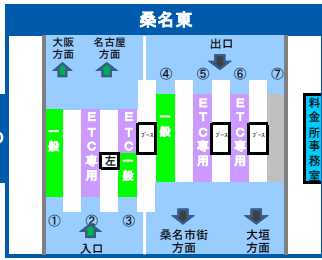 桑名東
大阪
方面
名古屋
方面
出口
④
⑤
⑥
⑦
一般
ETC専用
ETC
一般
左
ブース
一般
ETC専用
ブース
ETC専用
ブース
料金所事務室
①
②
③
入口
桑名市街
方面
大垣
方面